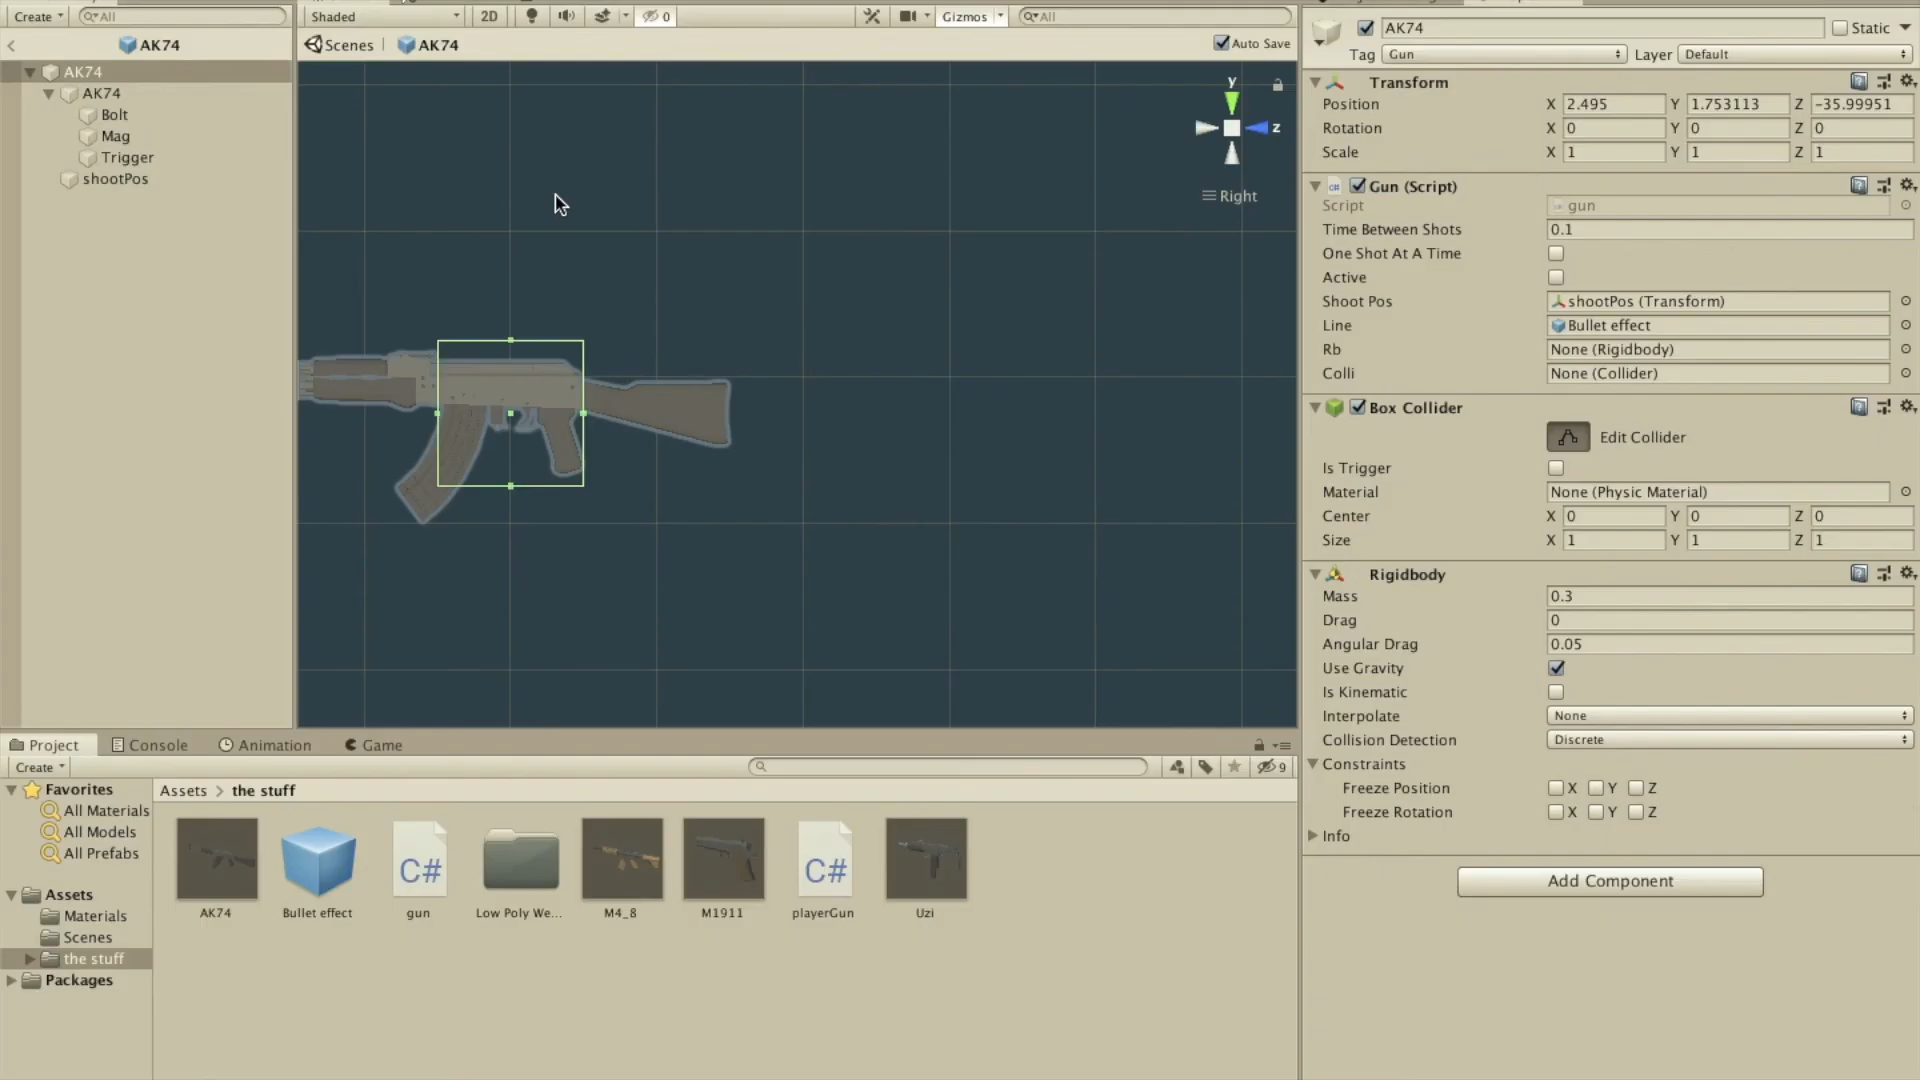 Create
All
AK74
AK74
AK74
Bolt
Mag
Trigger
shootPos
Shaded
2D
0
Gizmos
All
Scenes
AK74
Auto Save
y
z
Right
AK74
Static
Tag
Gun
Layer
Default
Transform
Position X 2.495 Y 1.753113 Z -35.99951
Rotation X 0 Y 0 Z 0
Scale X 1 Y 1 Z 1
Gun (Script)
Script gun
Time Between Shots 0.1
One Shot At A Time
Active
Shoot Pos shootPos (Transform)
Line Bullet effect
Rb None (Rigidbody)
Colli None (Collider)
Box Collider
Edit Collider
Is Trigger
Material None (Physic Material)
Center X 0 Y 0 Z 0
Size X 1 Y 1 Z 1
Rigidbody
Mass 0.3
Drag 0
Angular Drag 0.05
Use Gravity
Is Kinematic
Interpolate None
Collision Detection Discrete
Constraints
Freeze Position X Y Z
Freeze Rotation X Y Z
Info
Add Component
Project
Console
Animation
Game
Create
9
Favorites
All Materials
All Models
All Prefabs
Assets
Materials
Scenes
the stuff
Packages
Assets > the stuff
C#
C#
AK74
Bullet effect
gun
Low Poly We...
M4_8
M1911
playerGun
Uzi